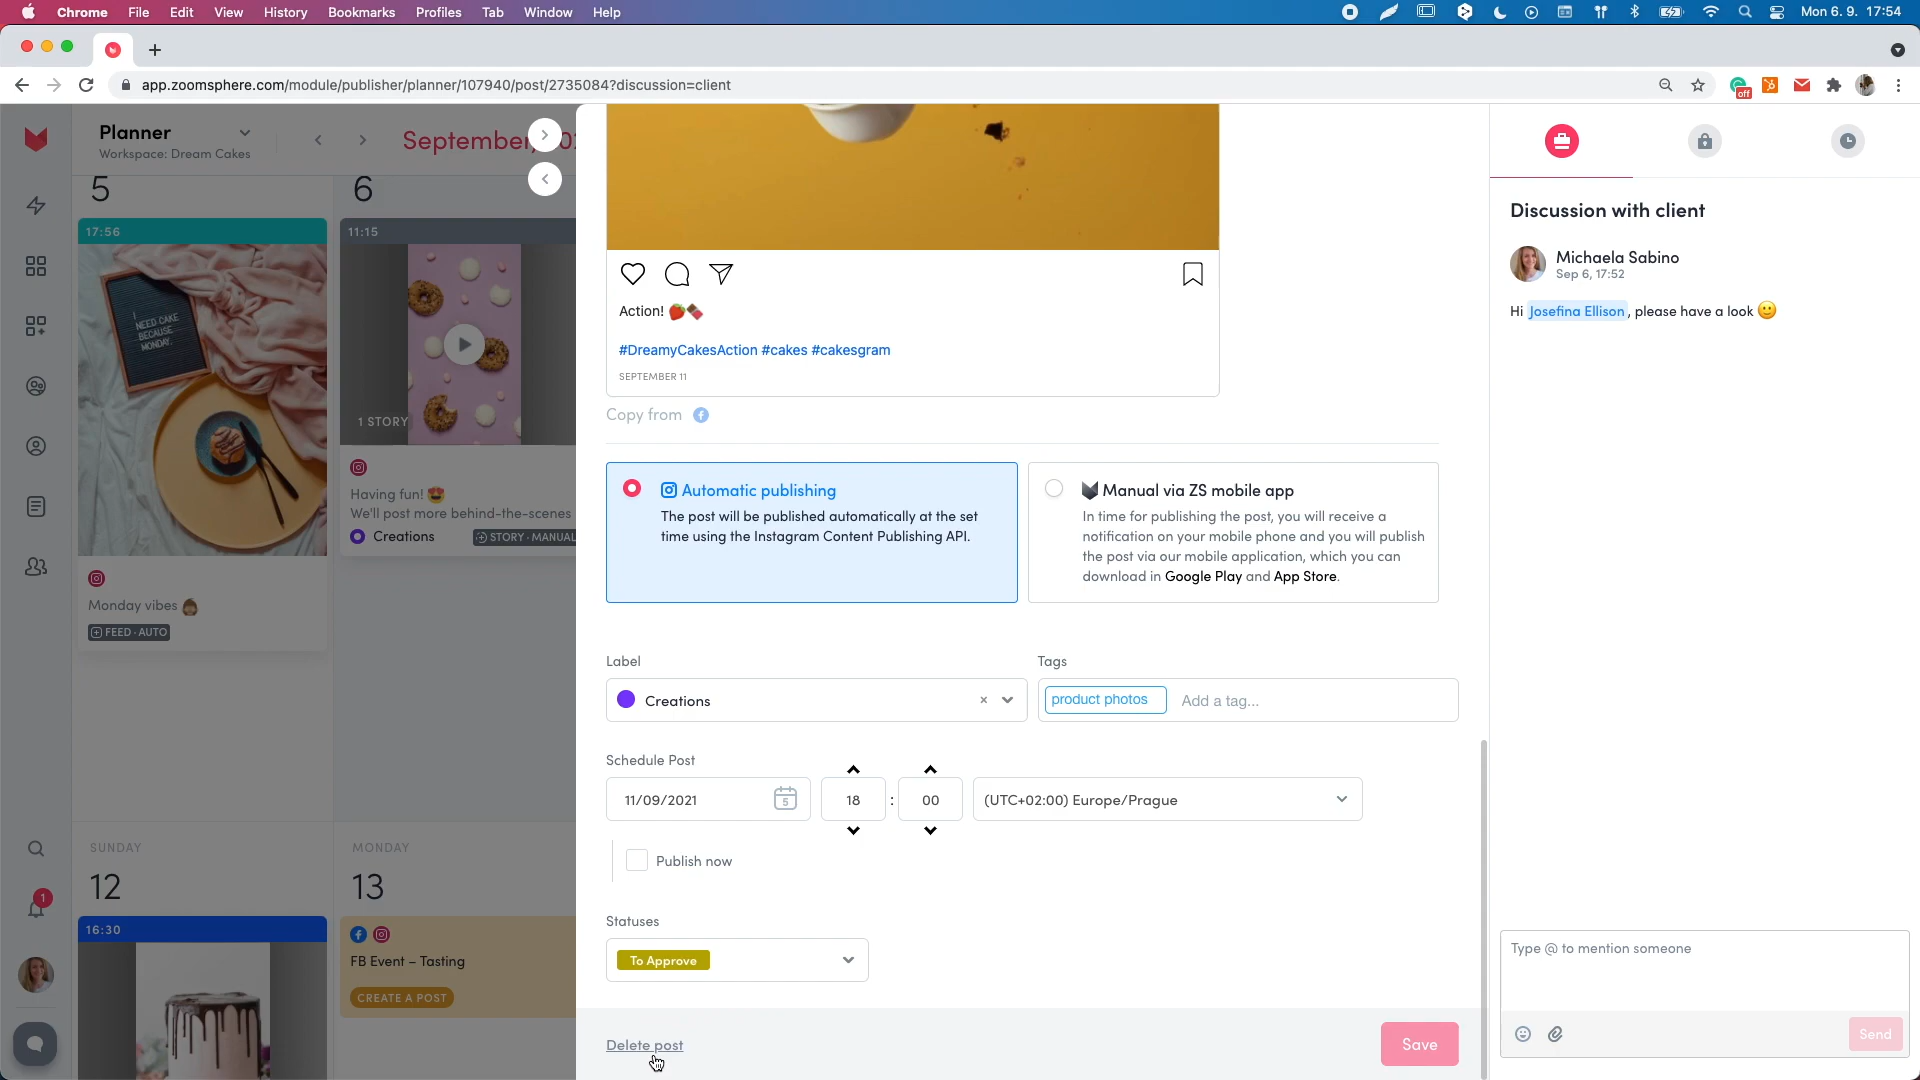 Chrome File Edit View History Bookmarks Profiles Tab Window Help
Mon 6. 9. 17:54
app.zoomsphere.com/module/publisher/planner/107940/post/2735084?discussion=client
off
Planner
Workspace: Dream Cakes
September,
5
6
17:56
11:15
I NEED CAKE
BECAUSE
MONDAY.
1 STORY
Having fun! 😍
We'll post more behind-the-scenes
Creations
STORY · MANUAL
Monday vibes
FEED · AUTO
SUNDAY
MONDAY
12
13
16:30
FB Event – Tasting
CREATE A POST
1
Action! 🍓🍫
#DreamyCakesAction #cakes #cakesgram
SEPTEMBER 11
Copy from
Automatic publishing
The post will be published automatically at the set
time using the Instagram Content Publishing API.
Manual via ZS mobile app
In time for publishing the post, you will receive a
notification on your mobile phone and you will publish
the post via our mobile application, which you can
download in Google Play and App Store.
Label
Creations
Tags
product photos
Add a tag...
Schedule Post
11/09/2021
5
18 : 00
(UTC+02:00) Europe/Prague
Publish now
Statuses
To Approve
Delete post
Save
Discussion with client
Michaela Sabino
Sep 6, 17:52
Hi Josefina Ellison, please have a look 🙂
Type @ to mention someone
Send